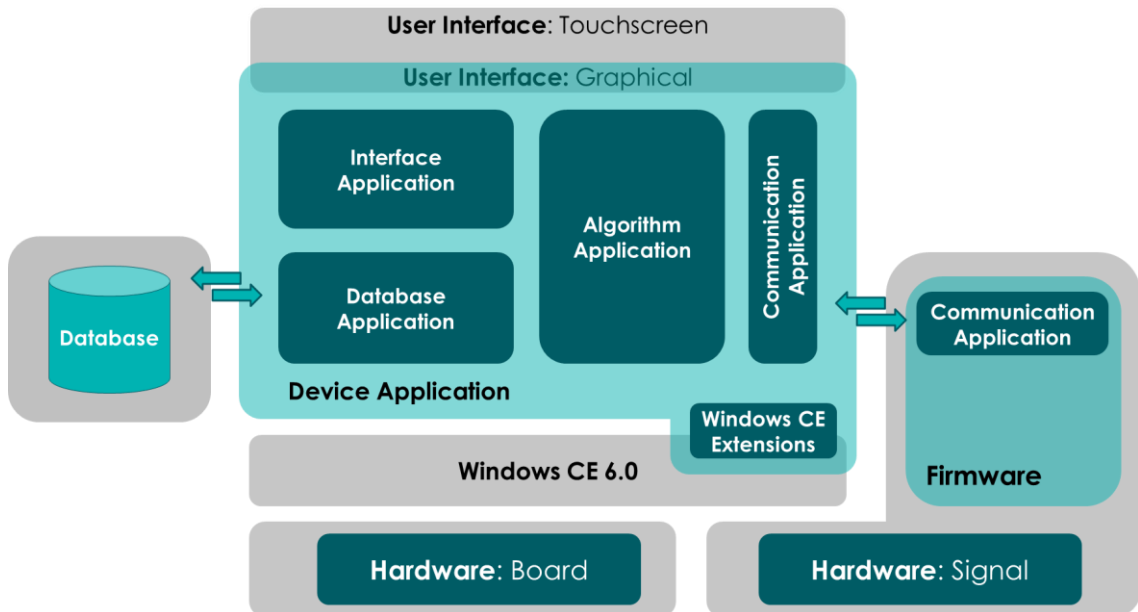 User Interface: Touchscreen
User Interface: Graphical
Interface
Application
Algorithm
Application
Communication
Application
Database
Application
Database
Device Application
Communication
Application
Windows CE
Extensions
Windows CE 6.0
Firmware
Hardware: Board
Hardware: Signal